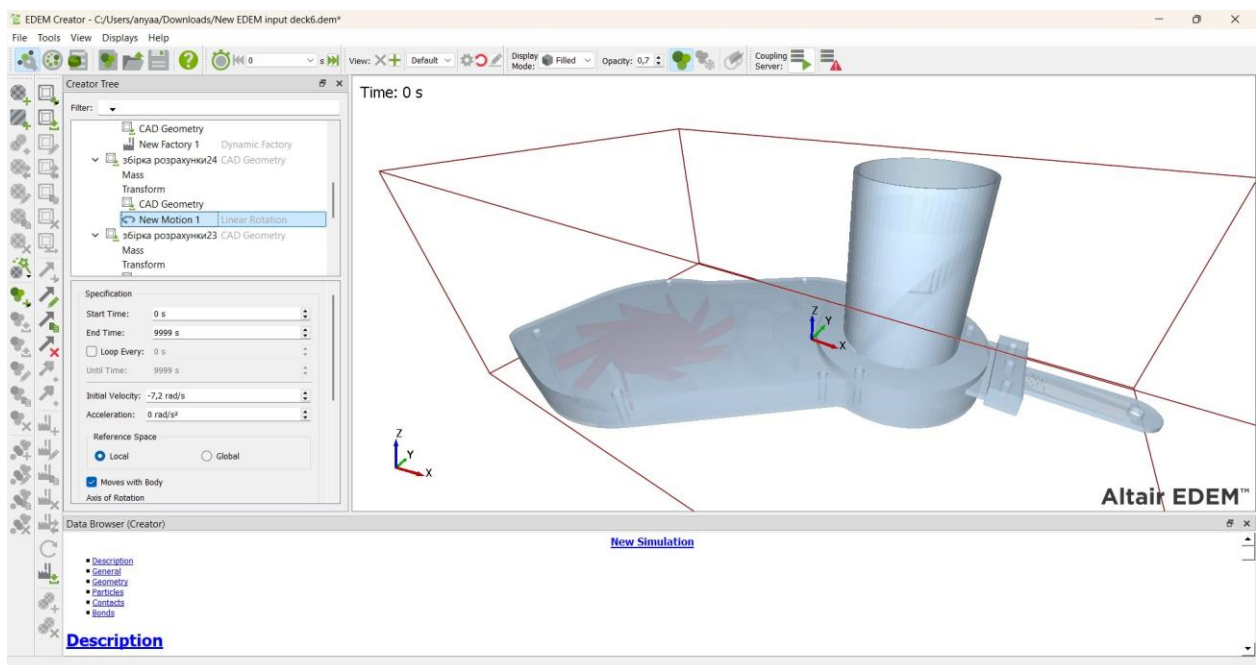 EDEM Creator - C:/Users/anyaa/Downloads/New EDEM input deck6.dem*
File Tools View Displays Help
0 s View: Default Display Mode: Filled Opacity: 0,7 Coupling Server:
Creator Tree
Filter:
CAD Geometry
New Factory 1 Dynamic Factory
збірка розрахунки24 CAD Geometry
Mass
Transform
CAD Geometry
New Motion 1 Linear Rotation
збірка розрахунки23 CAD Geometry
Mass
Transform
Specification
Start Time: 0 s
End Time: 9999 s
Loop Every: 0 s
Until Time: 9999 s
Initial Velocity: -7,2 rad/s
Acceleration: 0 rad/s²
Reference Space
Local Global
Moves with Body
Axis of Rotation
Time: 0 s
Z
Y
X
Z
Y
X
Altair EDEM™
Data Browser (Creator)
New Simulation
Description
General
Geometry
Particles
Contacts
Bonds
Description